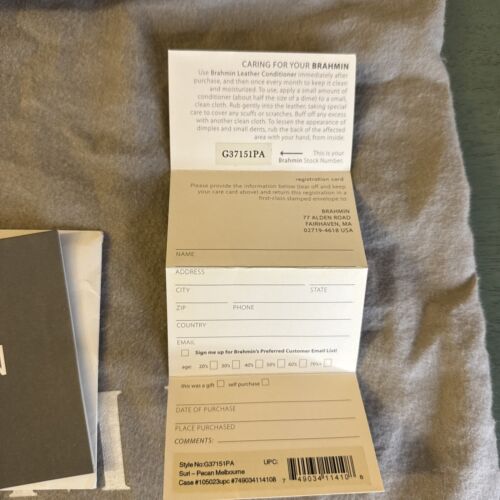 CARING FOR YOUR BRAHMIN
Use Brahmin Leather Conditioner immediately after
purchase, and then once every month to keep it clean
and moisturized. To use, apply a small amount of
conditioner (about half the size of a dime) to a small,
clean cloth. Rub gently into the leather, taking special
care to cover any scuffs or scratches. Buff off any excess
with another clean cloth. To lessen the appearance of
dimples and small dents, rub the back of the affected
area with your hand, from inside.
G37151PA
This is your
Brahmin Stock Number.
registration card
Please provide the information below (tear off and keep
your care card above) and return this registration in a
first-class stamped envelope to:
BRAHMIN
77 ALDEN ROAD
FAIRHAVEN, MA
02719-4618 USA
NAME
ADDRESS
CITY STATE
ZIP PHONE
COUNTRY
EMAIL
Sign me up for Brahmin's Preferred Customer Email List!
age: 20's 30's 40's 50's 60's 70's+
this was a gift self purchase
DATE OF PURCHASE
PLACE PURCHASED
COMMENTS:
Style No:G37151PA UPC:
Suri - Pecan Melbourne
Case #105023upc #749034114108
7 49034 11410 8